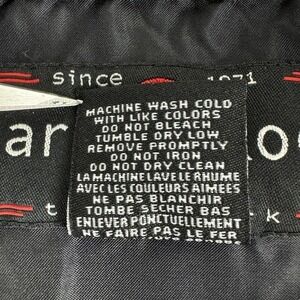 since 1971
MACHINE WASH COLD
WITH LIKE COLORS
DO NOT BLEACH
TUMBLE DRY LOW
REMOVE PROMPTLY
DO NOT IRON
DO NOT DRY CLEAN
LA MACHINE LAVE LE RHUME
AVEC LES COULEURS AIMEES
NE PAS BLANCHIR
TOMBE SECHER BAS
ENLEVER PONCTUELLEMENT
NE FAIRE PAS LE FER